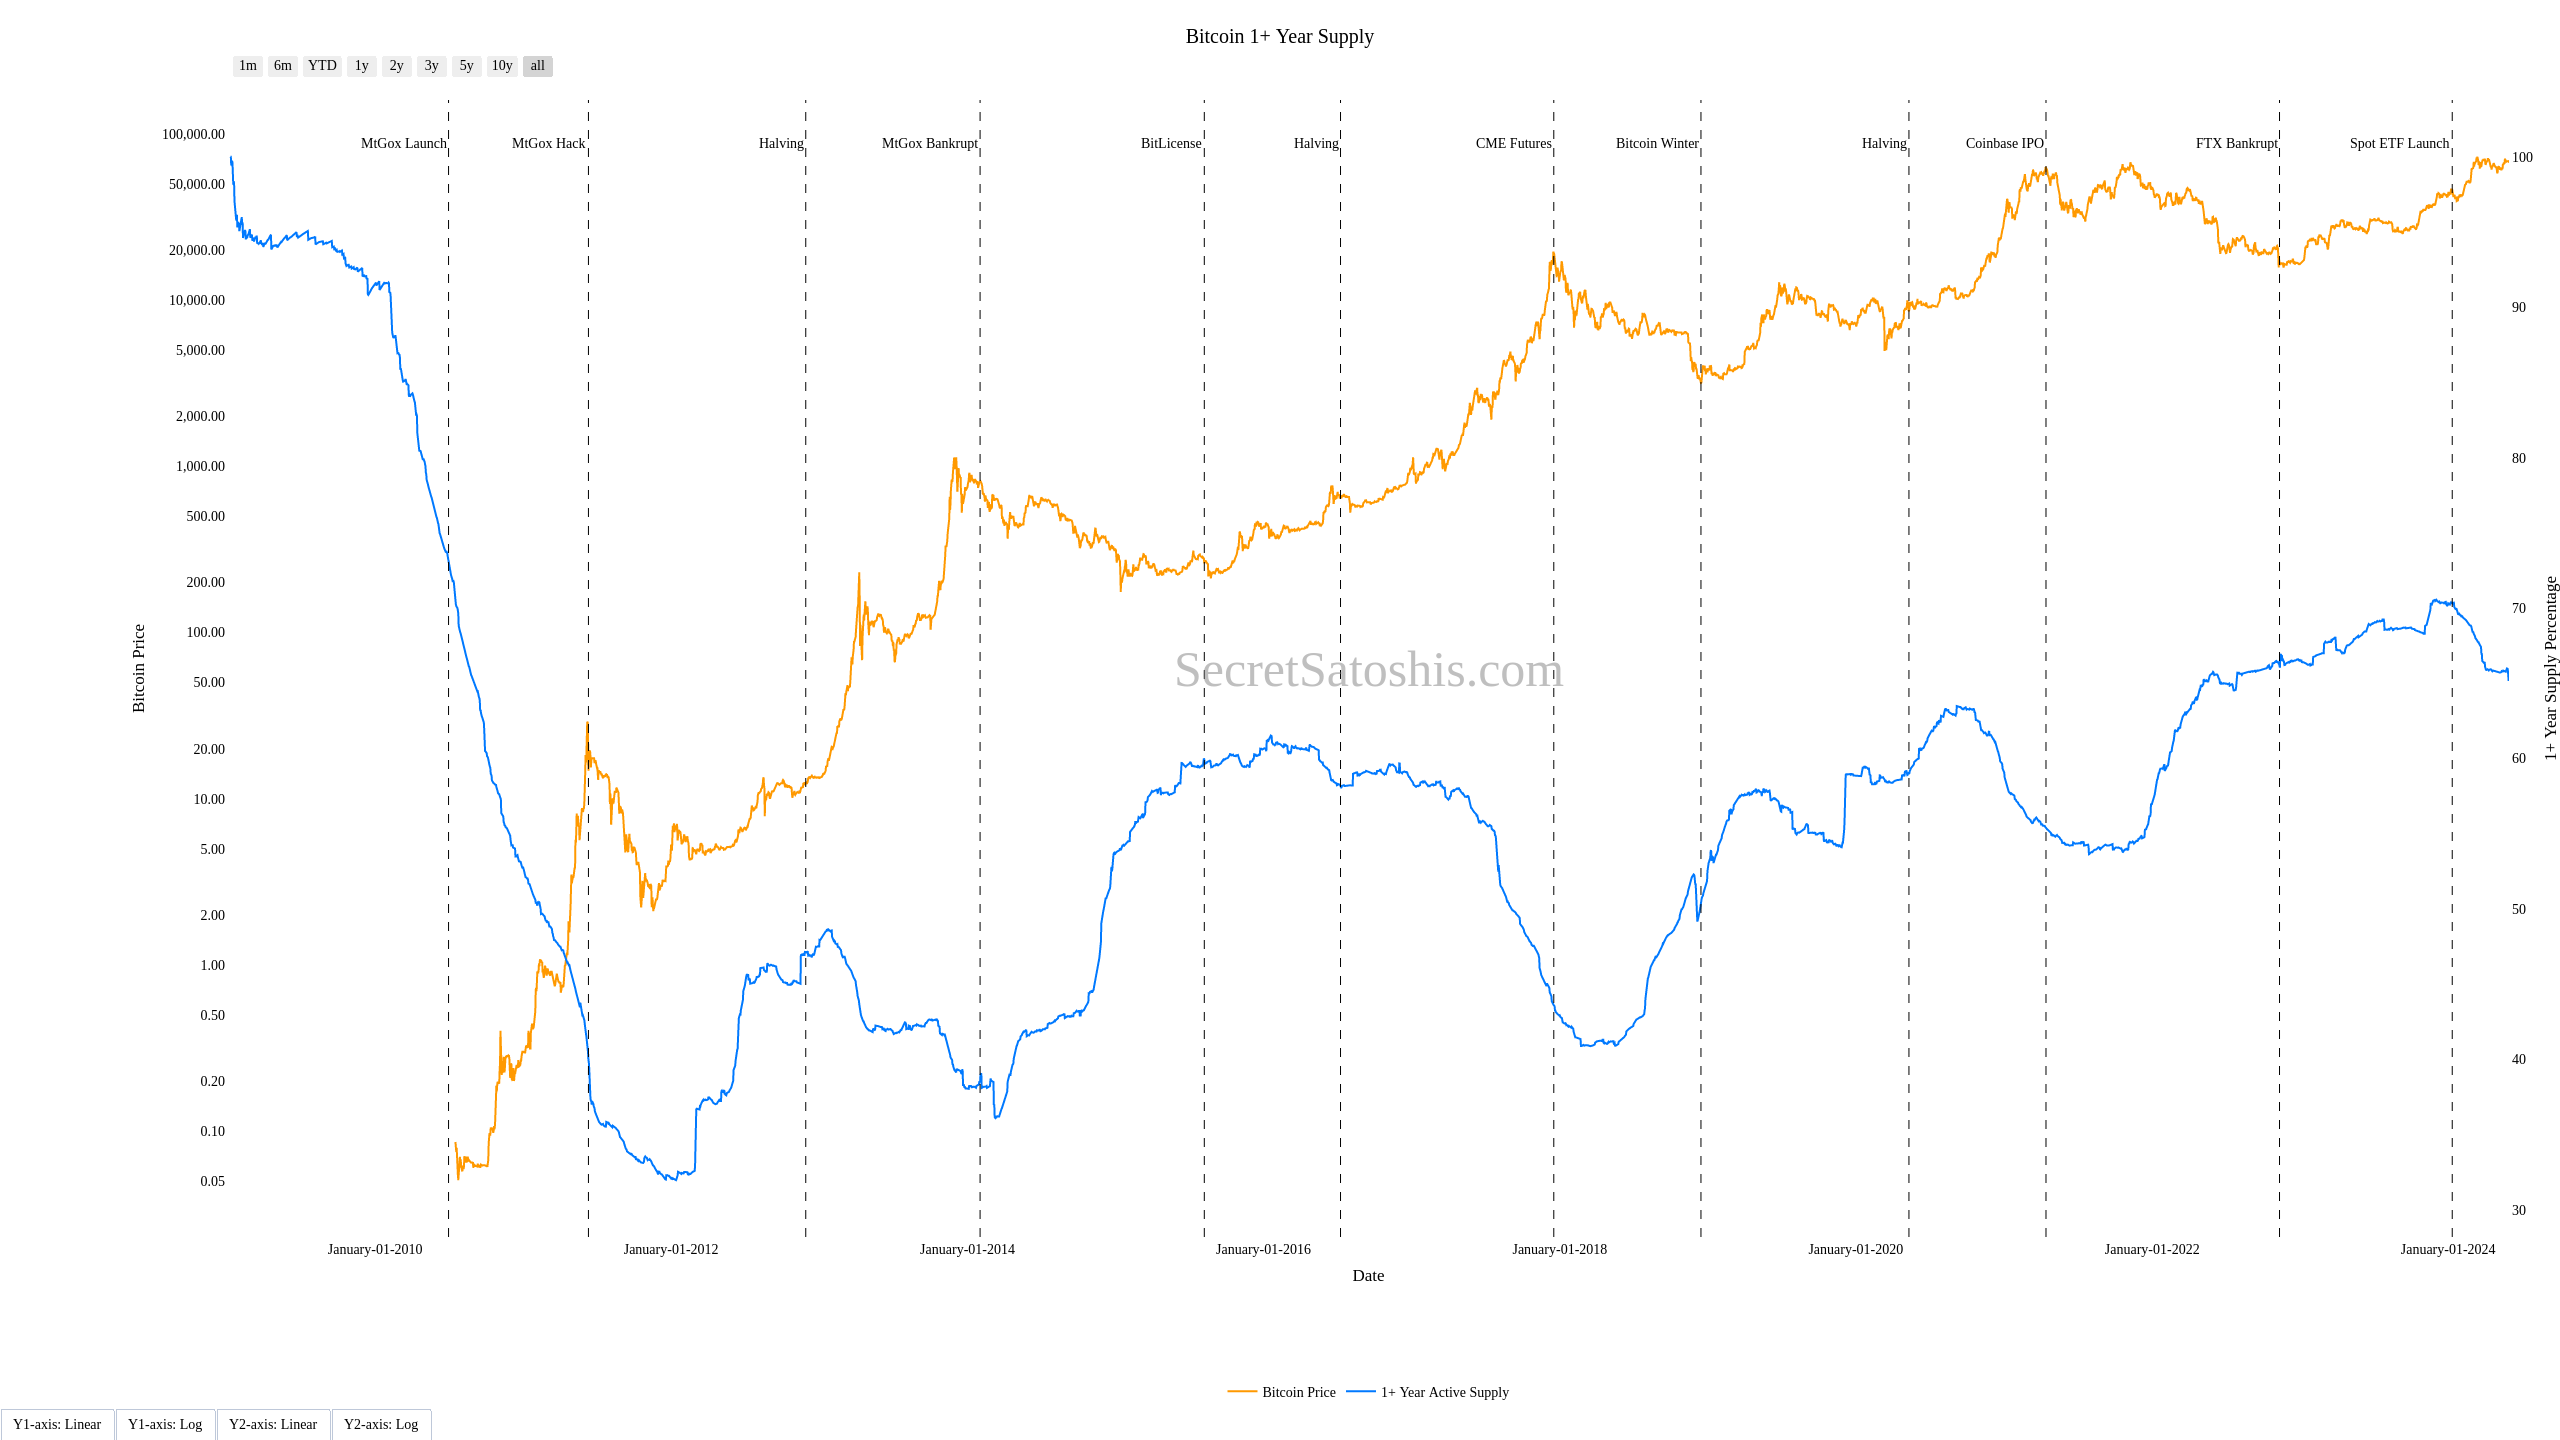 Bitcoin 1+ Year Supply
1m 6m YTD 1y 2y 3y 5y 10y all
MtGox Launch MtGox Hack Halving MtGox Bankrupt BitLicense Halving CME Futures Bitcoin Winter Halving Coinbase IPO FTX Bankrupt Spot ETF Launch
100,000.00
50,000.00
20,000.00
10,000.00
5,000.00
2,000.00
1,000.00
500.00
200.00
100.00
50.00
20.00
10.00
5.00
2.00
1.00
0.50
0.20
0.10
0.05
Bitcoin Price
SecretSatoshis.com
100
90
80
70
60
50
40
30
1+ Year Supply Percentage
January-01-2010 January-01-2012 January-01-2014 January-01-2016 January-01-2018 January-01-2020 January-01-2022 January-01-2024
Date
Bitcoin Price 1+ Year Active Supply
Y1-axis: Linear Y1-axis: Log Y2-axis: Linear Y2-axis: Log